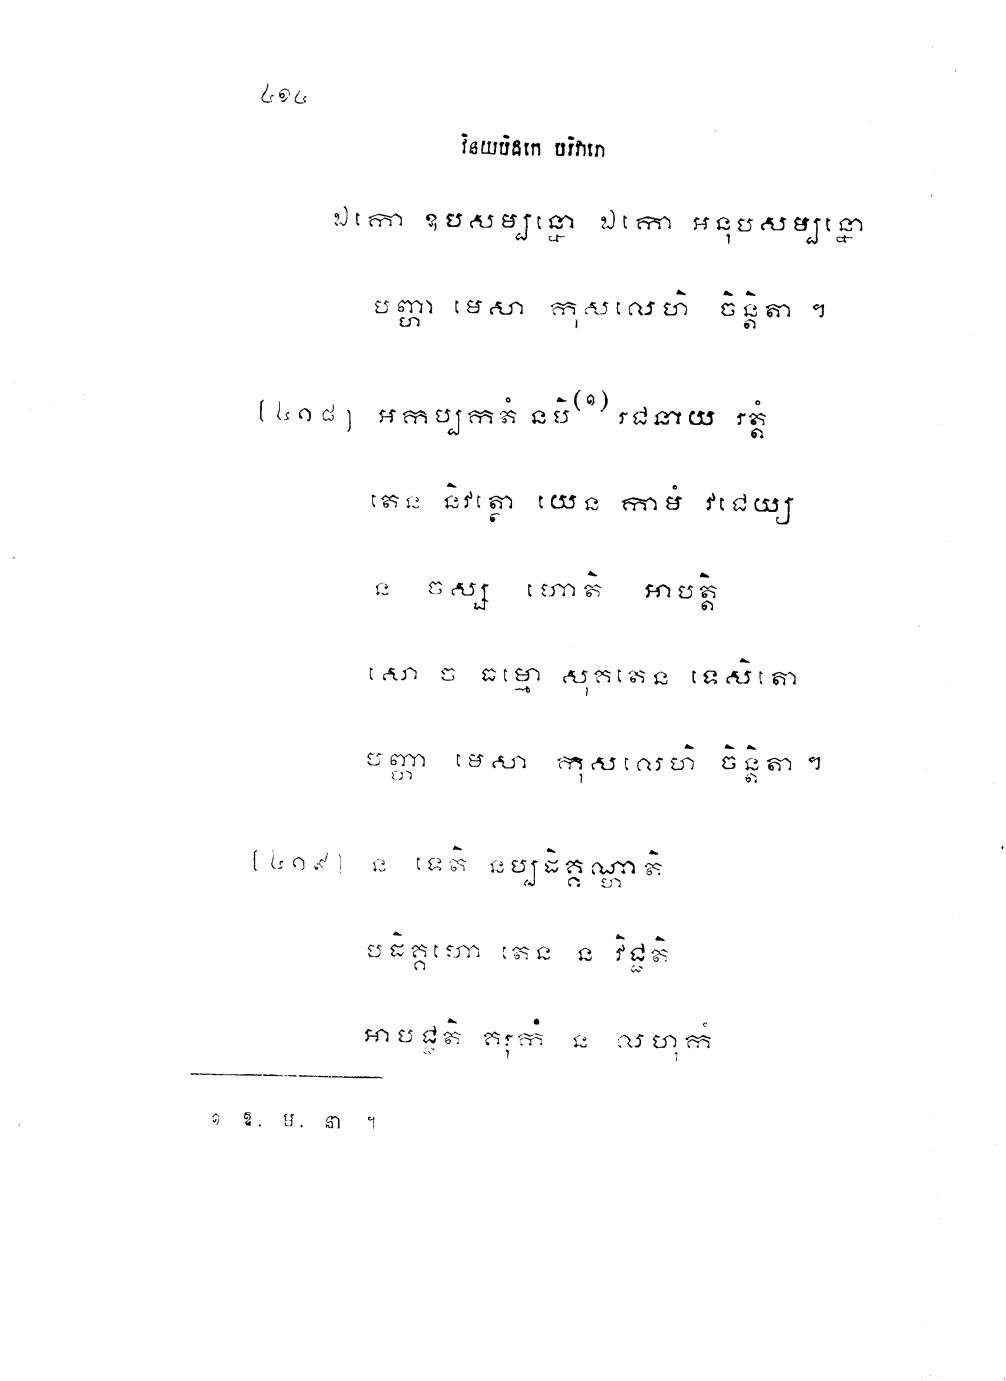 ៤១៤
វិនយបិដកេ បរិវារោ
ឯកោ ឧបសម្បន្នោ ឯកោ អនុបសម្បន្នោ
បញ្ហា មេសា កុសលេហិ ចិន្តិតា ។
[៤១៨] អកប្បកតំ នបិ(១) រជនាយ រត្តំ
តេន និវត្ថោ យេន កាមំ វជេយ្យ
ន ចស្ស ហោតិ អាបត្តិ
សោ ច ធម្មោ សុគតេន ទេសិតោ
បញ្ហា មេសា កុសលេហិ ចិន្តិតា ។
[៤១៩] ន ទេតិ នប្បដិគ្គណ្ហាតិ
បដិគ្គហោ តេន ន វិជ្ជតិ
អាបជ្ជតិ គរុកំ ន លហុកំ
១ ឱ. ម. នា ។